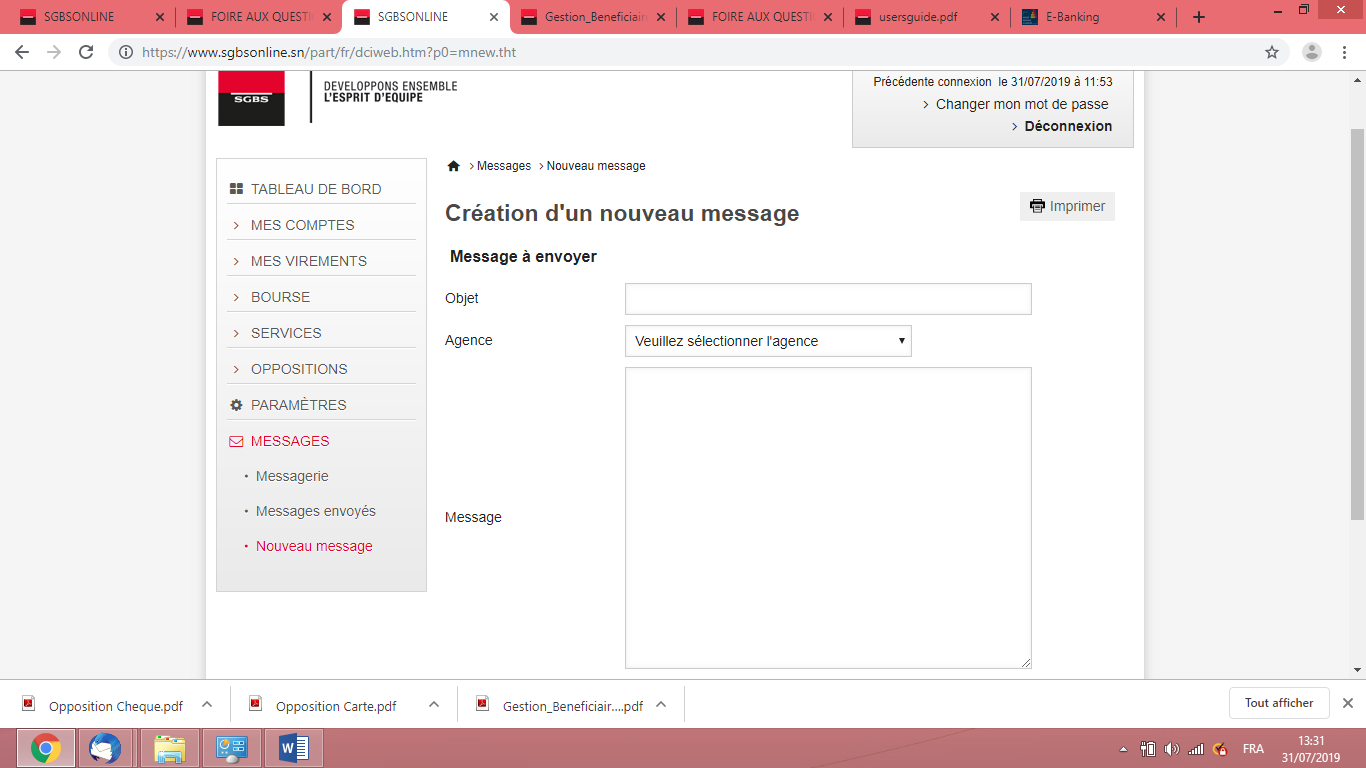 SGBSONLINE
FOIRE AUX QUESTI
SGBSONLINE
Gestion_Beneficiair
FOIRE AUX QUESTI
usersguide.pdf
E-Banking
https://www.sgbsonline.sn/part/fr/dciweb.htm?p0=mnew.tht
SGBS
DEVELOPPONS ENSEMBLE
L'ESPRIT D'EQUIPE
Précédente connexion le 31/07/2019 à 11:53
Changer mon mot de passe
Déconnexion
TABLEAU DE BORD
MES COMPTES
MES VIREMENTS
BOURSE
SERVICES
OPPOSITIONS
PARAMÈTRES
MESSAGES
• Messagerie
• Messages envoyés
• Nouveau message
> Messages > Nouveau message
Création d'un nouveau message
Imprimer
Message à envoyer
Objet
Agence
Veuillez sélectionner l'agence
Message
Opposition Cheque.pdf
Opposition Carte.pdf
Gestion_Beneficiair....pdf
Tout afficher
FRA
13:31
31/07/2019